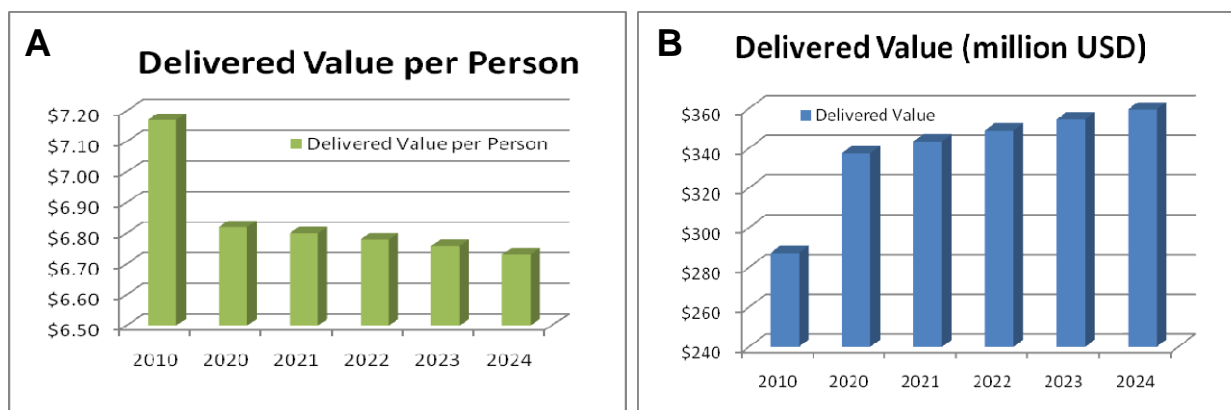 A
Delivered Value per Person
$7.20
$7.10
$7.00
$6.90
$6.80
$6.70
$6.60
$6.50
Delivered Value per Person
2010 2020 2021 2022 2023 2024
B
Delivered Value (million USD)
$360
$340
$320
$300
$280
$260
$240
Delivered Value
2010 2020 2021 2022 2023 2024